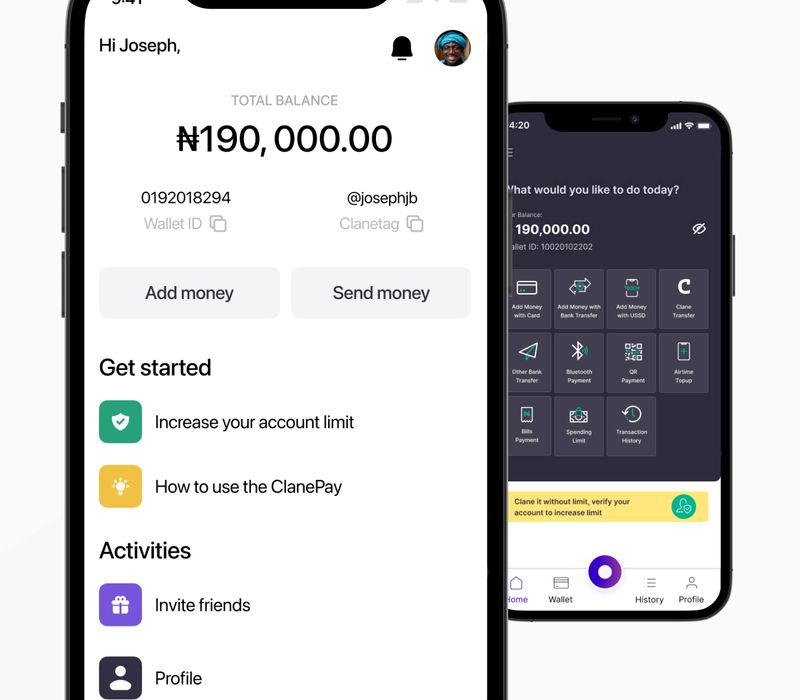 9:41
Hi Joseph,
TOTAL BALANCE
₦190,000.00
0192018294
@josephjb
Wallet ID
Clanetag
Add money
Send money
Get started
Increase your account limit
How to use the ClanePay
Activities
Invite friends
Profile
4:20
What would you like to do today?
Balance:
190,000.00
Wallet ID: 10020102202
Add Money
with Card
Add Money with
Bank Transfer
Add Money
with USSD
C
Clane
Transfer
Other Bank
Transfer
Bluetooth
Payment
QR
Payment
Airtime
Topup
Bills
Payment
Spending
Limit
Transaction
History
Clane it without limit, verify your
account to increase limit
Home
Wallet
History
Profile